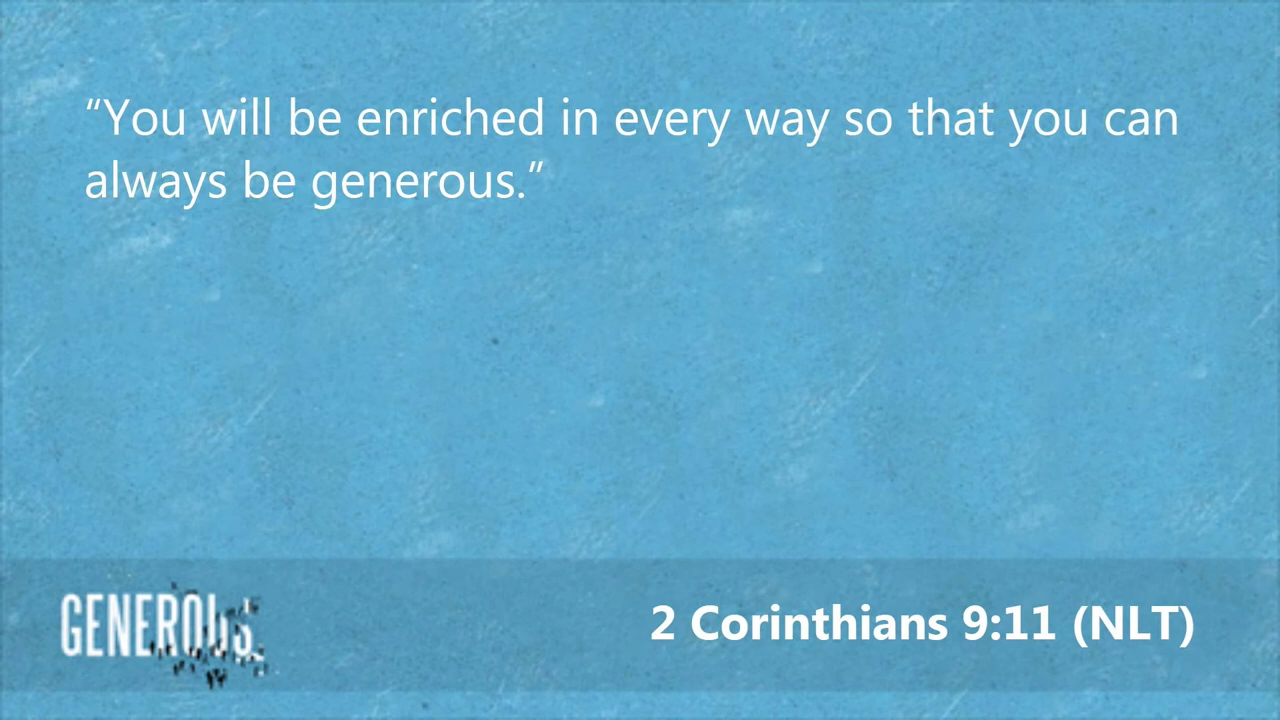 “You will be enriched in every way so that you can
always be generous.”
GENEROUS
2 Corinthians 9:11 (NLT)